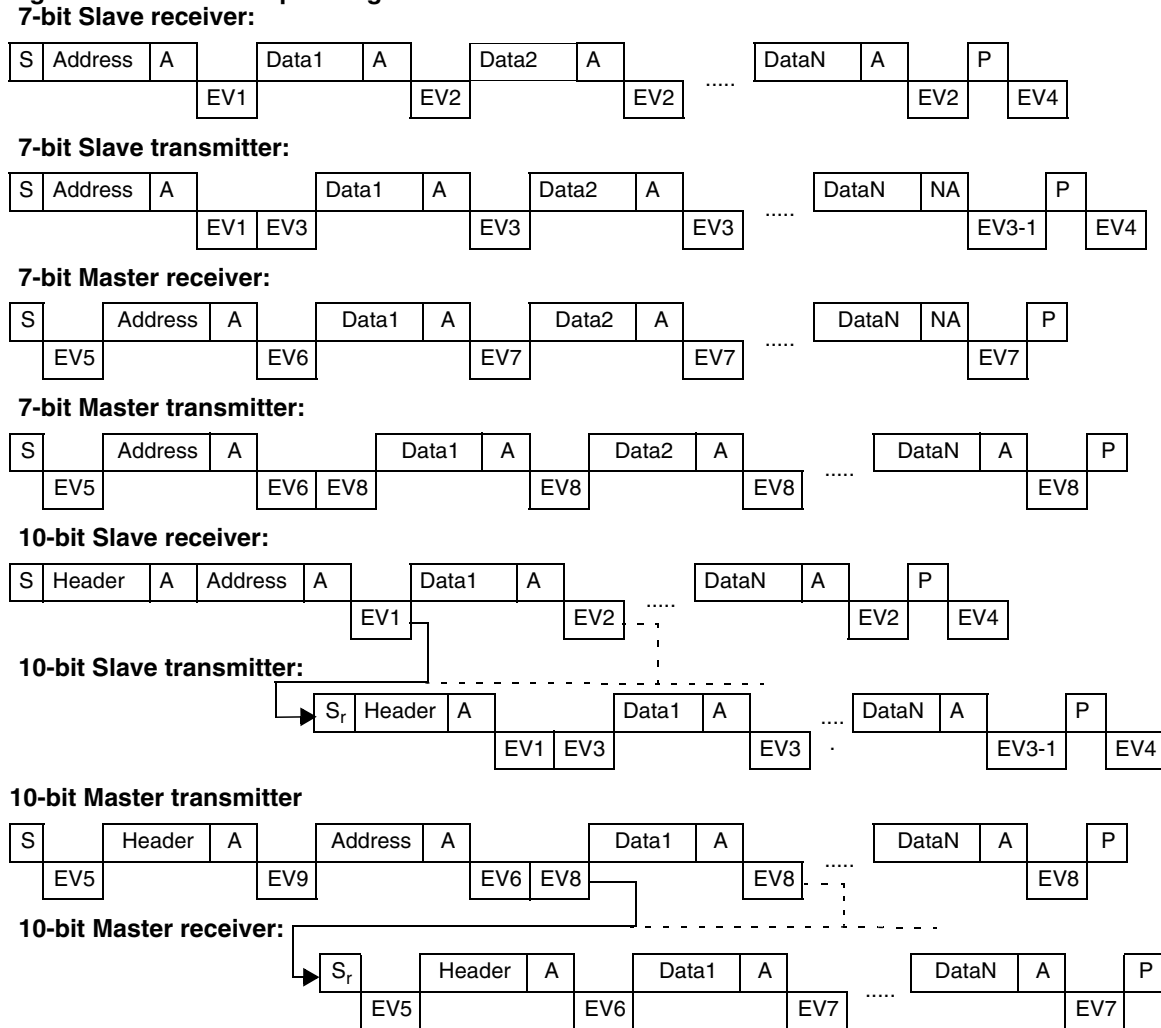 7-bit Slave receiver:
S Address A Data1 A Data2 A DataN A P
EV1 EV2 EV2 ..... EV2 EV4
7-bit Slave transmitter:
S Address A Data1 A Data2 A DataN NA P
EV1 EV3 EV3 EV3 ..... EV3-1 EV4
7-bit Master receiver:
S Address A Data1 A Data2 A DataN NA P
EV5 EV6 EV7 EV7 ..... EV7
7-bit Master transmitter:
S Address A Data1 A Data2 A DataN A P
EV5 EV6 EV8 EV8 EV8 ..... EV8
10-bit Slave receiver:
S Header A Address A Data1 A DataN A P
EV1 EV2 ..... EV2 EV4
10-bit Slave transmitter:
Sr Header A Data1 A .... DataN A P
EV1 EV3 EV3 . EV3-1 EV4
10-bit Master transmitter
S Header A Address A Data1 A DataN A P
EV5 EV9 EV6 EV8 EV8 ..... EV8
10-bit Master receiver:
Sr Header A Data1 A DataN A P
EV5 EV6 EV7 ..... EV7